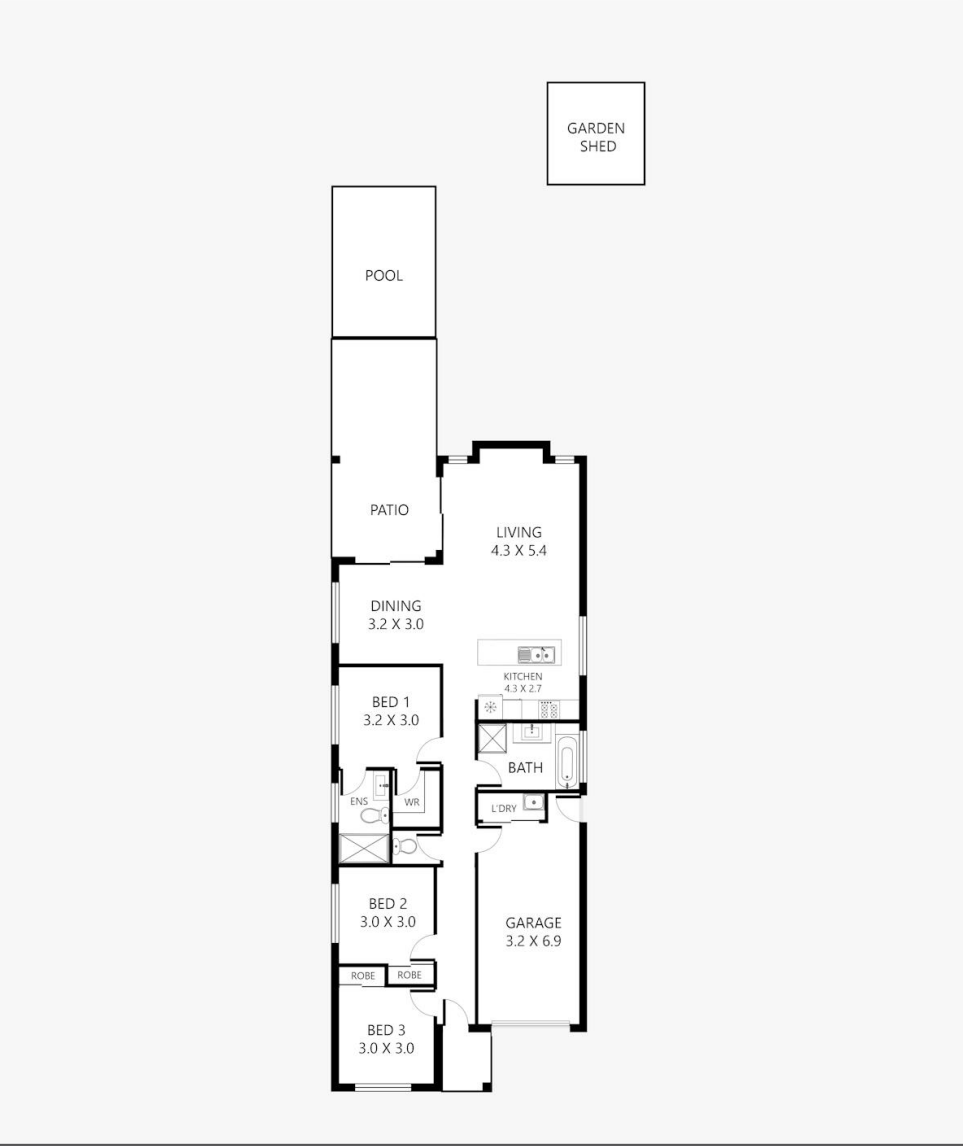 GARDEN
SHED
POOL
PATIO
LIVING
4.3 X 5.4
DINING
3.2 X 3.0
KITCHEN
4.3 X 2.7
BED 1
3.2 X 3.0
BATH
ENS
WR
L'DRY
BED 2
3.0 X 3.0
GARAGE
3.2 X 6.9
ROBE
ROBE
BED 3
3.0 X 3.0